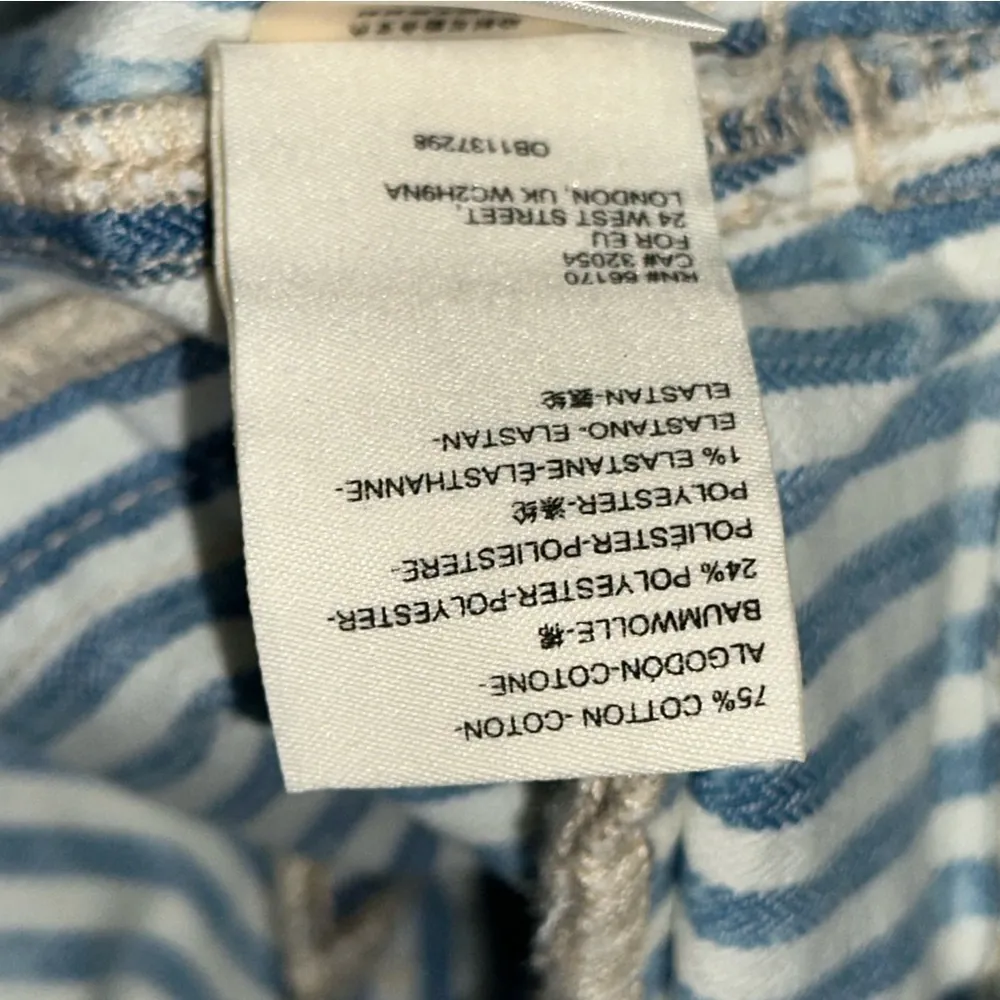 75% COTTON -COTON-
ALGODÓN-COTONE-
BAUMWOLLE-棉
24% POLYESTER-POLYESTER-
POLIÉSTER-POLIESTERE-
POLYESTER-涤纶
1% ELASTANE-ÉLASTHANNE-
ELASTANO- ELASTAN-
ELASTAN-氨纶
RN# 66170
CA# 32054
FOR EU
24 WEST STREET,
LONDON, UK WC2H9NA
OB1137298